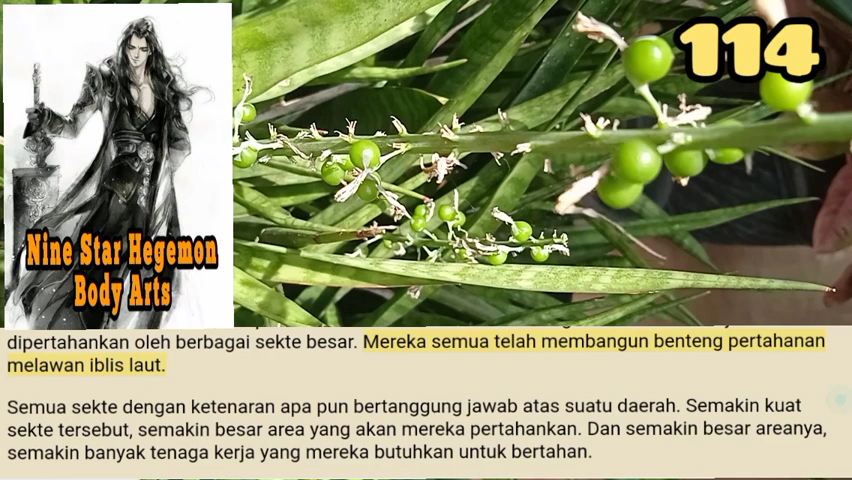 114
Nine Star Hegemon
Body Arts
dipertahankan oleh berbagai sekte besar. Mereka semua telah membangun benteng pertahanan
melawan iblis laut.
Semua sekte dengan ketenaran apa pun bertanggung jawab atas suatu daerah. Semakin kuat
sekte tersebut, semakin besar area yang akan mereka pertahankan. Dan semakin besar areanya,
semakin banyak tenaga kerja yang mereka butuhkan untuk bertahan.